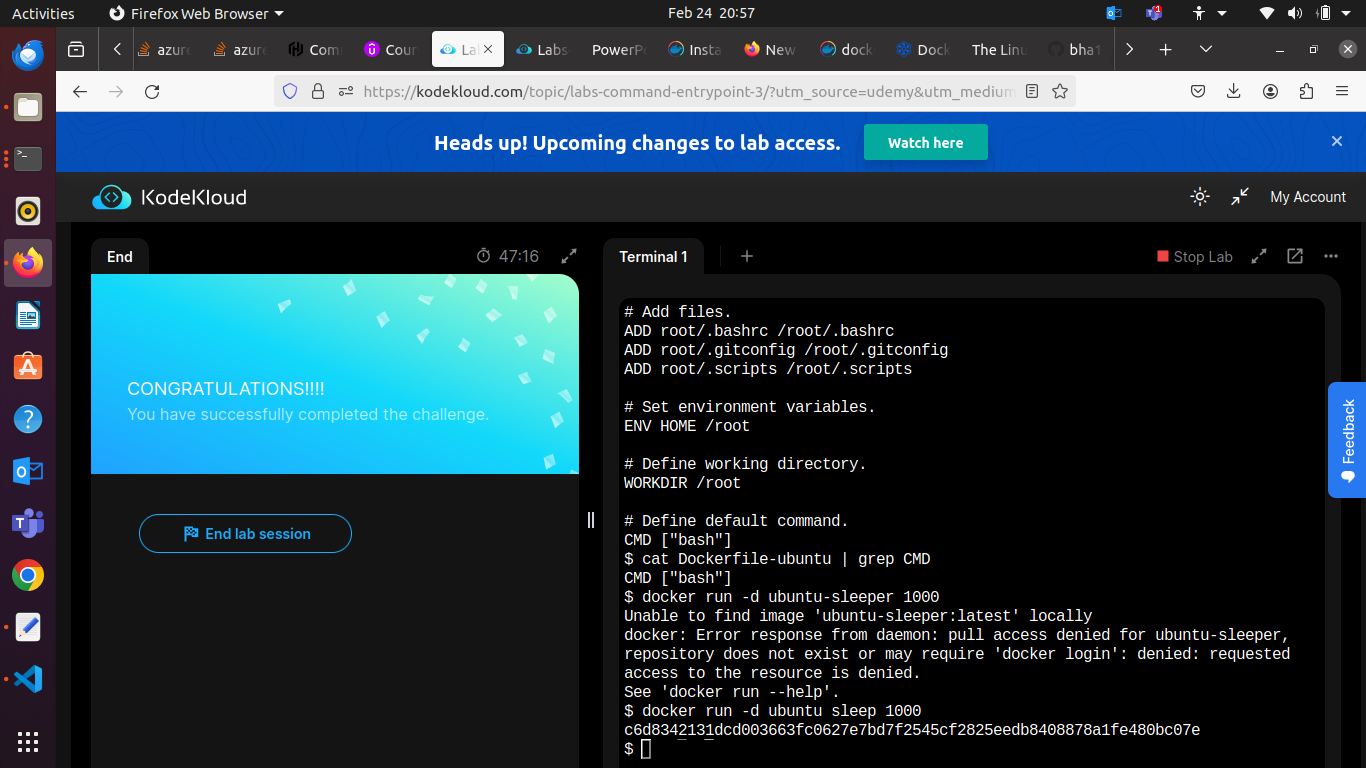 Activities
Firefox Web Browser
Feb 24 20:57
1
azure
azure
Com
Cour
La
Labs
PowerP
Insta
New
dock
Dock
The Linu
bha1
https://kodekloud.com/topic/labs-command-entrypoint-3/?utm_source=udemy&utm_medium
Heads up! Upcoming changes to lab access.
Watch here
KodeKloud
My Account
End
47:16
Terminal 1
Stop Lab
CONGRATULATIONS!!!!
You have successfully completed the challenge.
End lab session
# Add files.
ADD root/.bashrc /root/.bashrc
ADD root/.gitconfig /root/.gitconfig
ADD root/.scripts /root/.scripts
# Set environment variables.
ENV HOME /root
# Define working directory.
WORKDIR /root
# Define default command.
CMD ["bash"]
$ cat Dockerfile-ubuntu | grep CMD
CMD ["bash"]
$ docker run -d ubuntu-sleeper 1000
Unable to find image 'ubuntu-sleeper:latest' locally
docker: Error response from daemon: pull access denied for ubuntu-sleeper,
repository does not exist or may require 'docker login': denied: requested
access to the resource is denied.
See 'docker run --help'.
$ docker run -d ubuntu sleep 1000
c6d8342131dcd003663fc0627e7bd7f2545cf2825eedb8408878a1fe480bc07e
$
Feedback